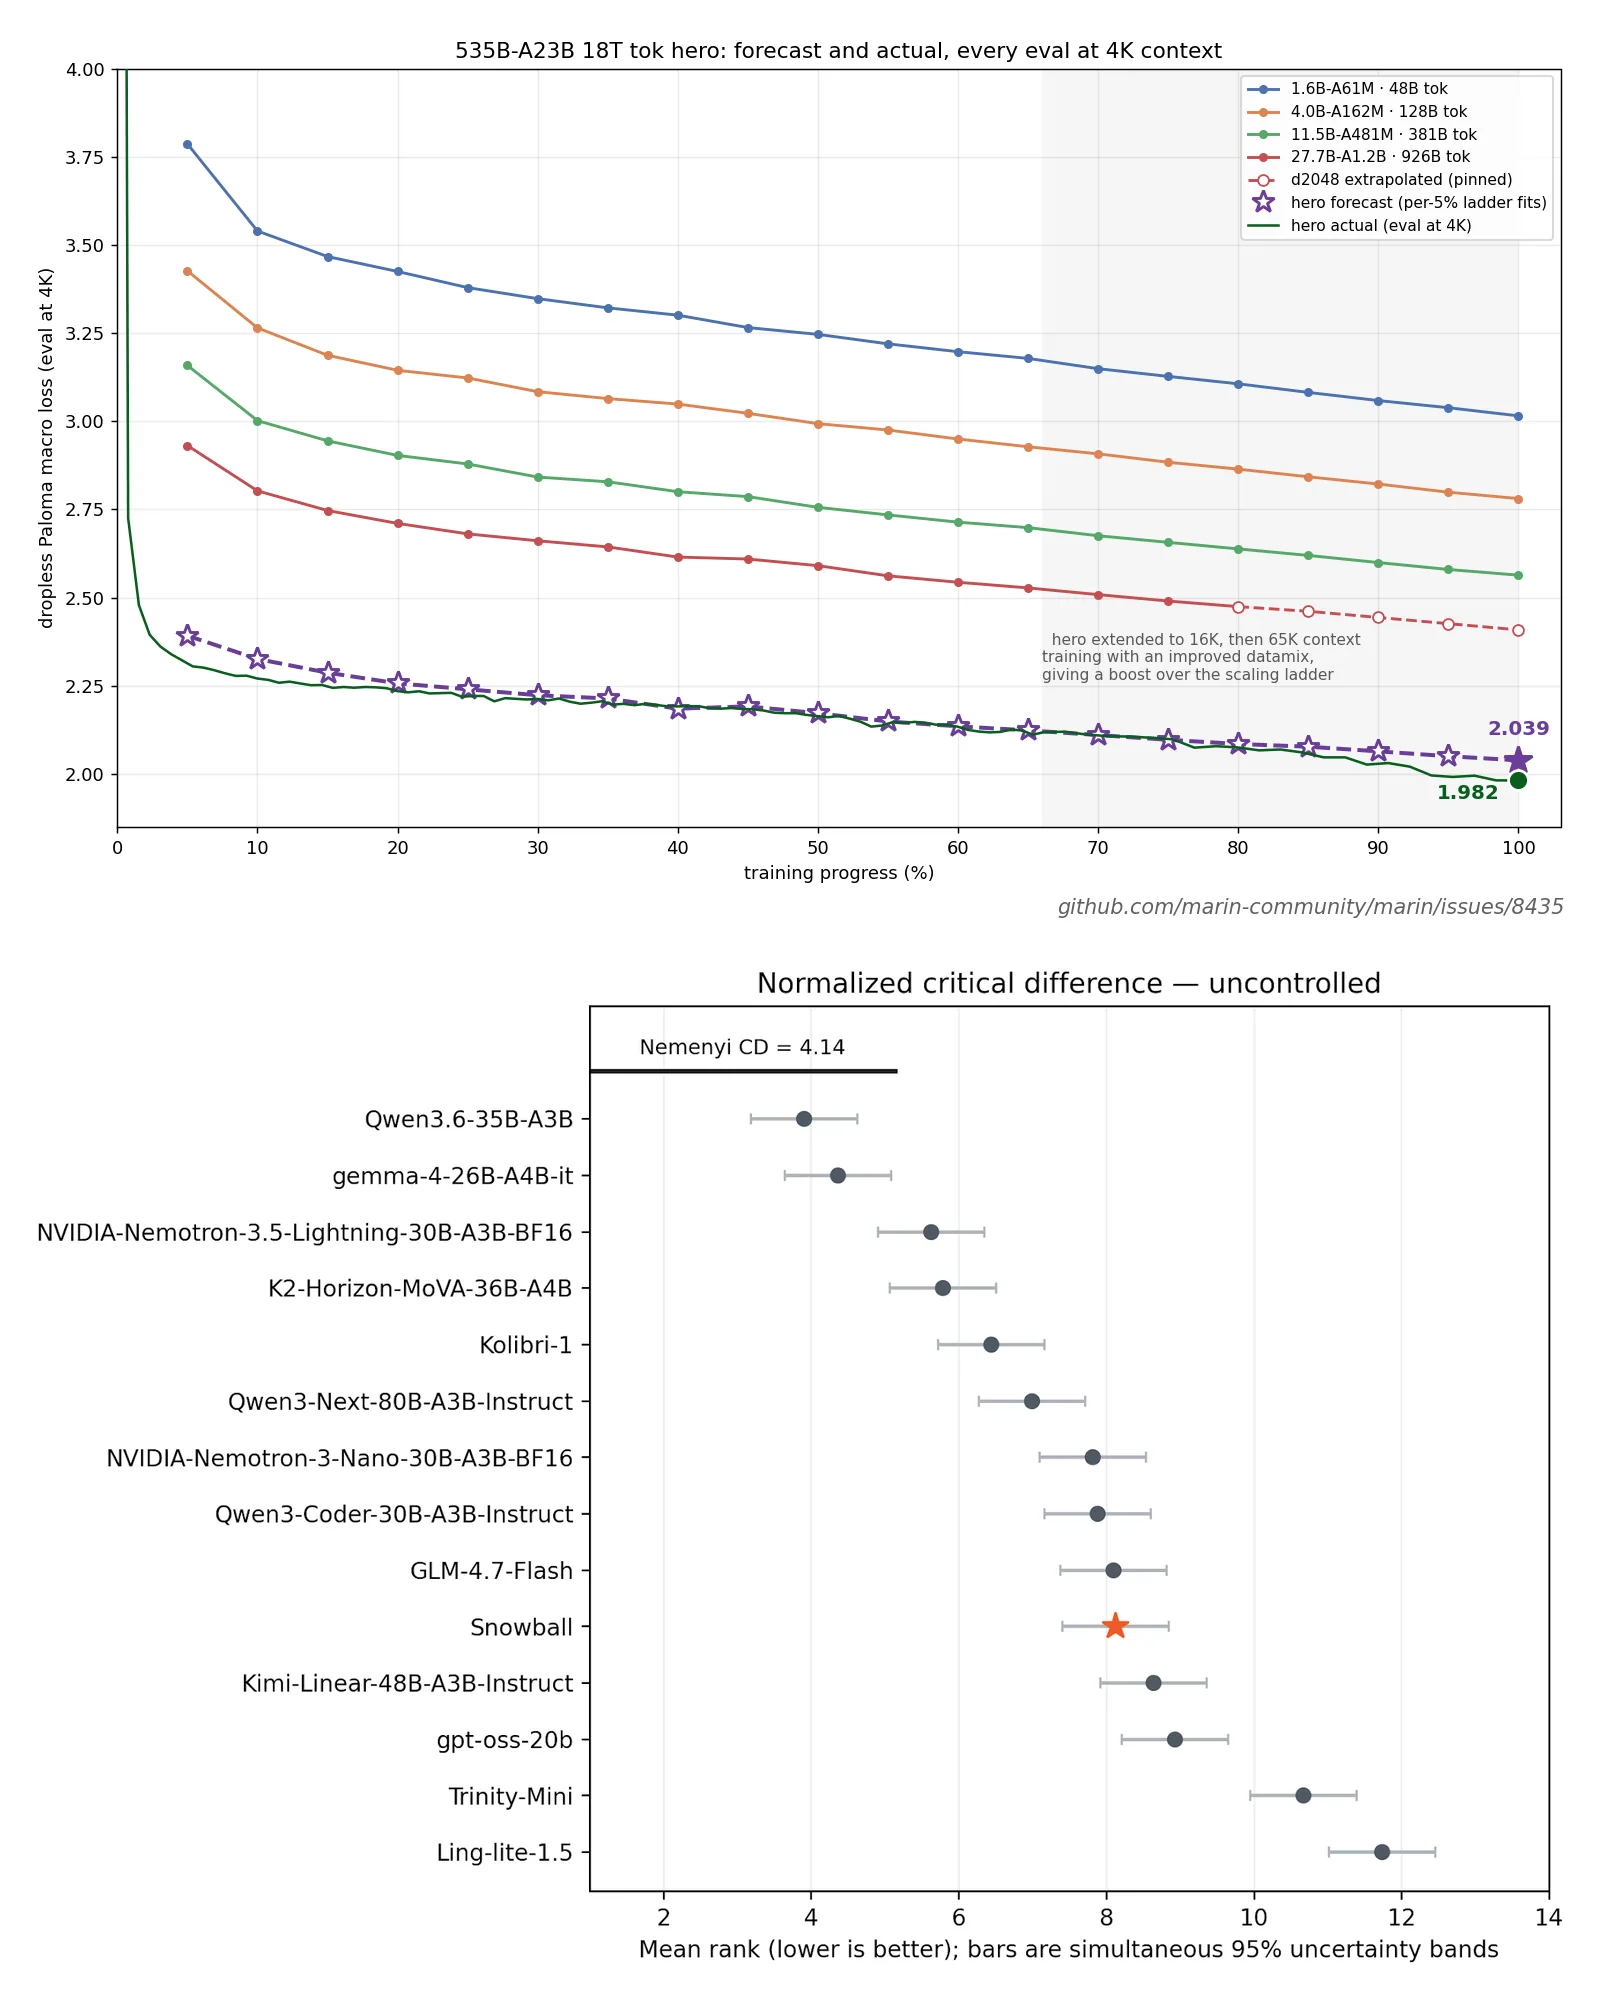 535B-A23B 18T tok hero: forecast and actual, every eval at 4K context
dropless Paloma macro loss (eval at 4K)
4.00
3.75
3.50
3.25
3.00
2.75
2.50
2.25
2.00
1.6B-A61M · 48B tok
4.0B-A162M · 128B tok
11.5B-A481M · 381B tok
27.7B-A1.2B · 926B tok
d2048 extrapolated (pinned)
hero forecast (per-5% ladder fits)
hero actual (eval at 4K)
hero extended to 16K, then 65K context
training with an improved datamix,
giving a boost over the scaling ladder
2.039
1.982
0 10 20 30 40 50 60 70 80 90 100
training progress (%)
github.com/marin-community/marin/issues/8435
Normalized critical difference — uncontrolled
Nemenyi CD = 4.14
Qwen3.6-35B-A3B
gemma-4-26B-A4B-it
NVIDIA-Nemotron-3.5-Lightning-30B-A3B-BF16
K2-Horizon-MoVA-36B-A4B
Kolibri-1
Qwen3-Next-80B-A3B-Instruct
NVIDIA-Nemotron-3-Nano-30B-A3B-BF16
Qwen3-Coder-30B-A3B-Instruct
GLM-4.7-Flash
Snowball
Kimi-Linear-48B-A3B-Instruct
gpt-oss-20b
Trinity-Mini
Ling-lite-1.5
2 4 6 8 10 12 14
Mean rank (lower is better); bars are simultaneous 95% uncertainty bands